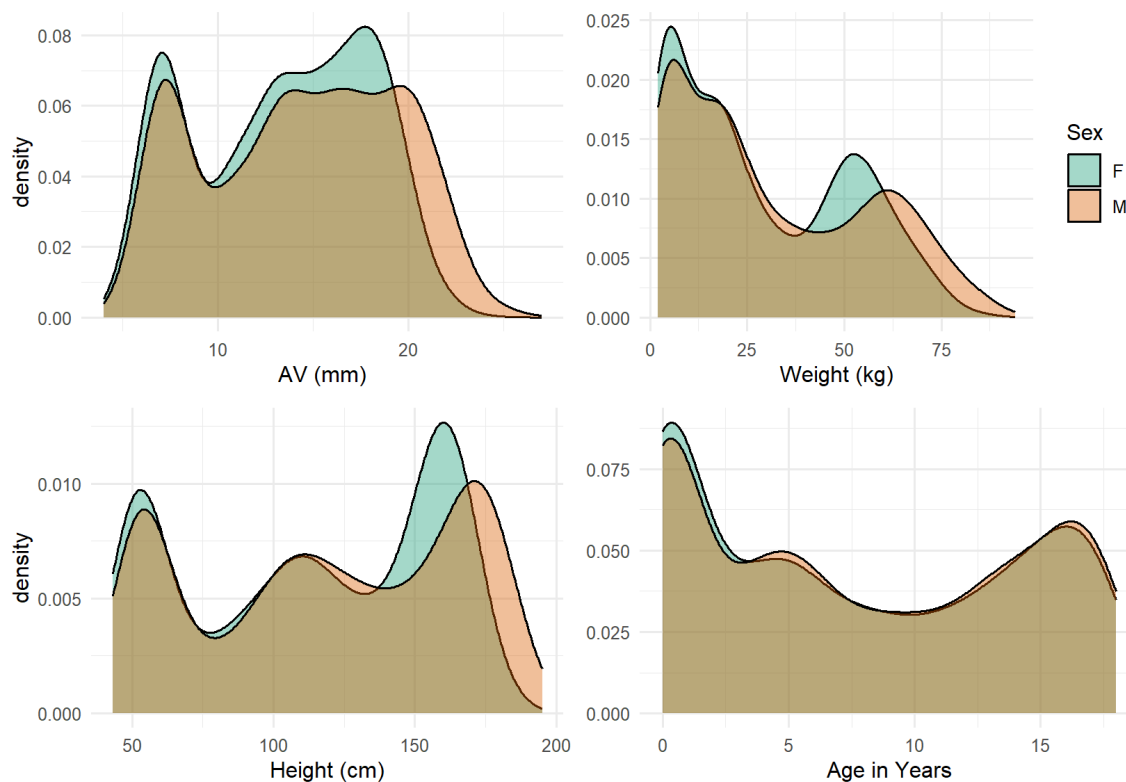 density
0.08
0.06
0.04
0.02
0.00
10 20
AV (mm)
0.025
0.020
0.015
0.010
0.005
0.000
0 25 50 75
Weight (kg)
Sex
F
M
density
0.010
0.005
0.000
50 100 150 200
Height (cm)
0.075
0.050
0.025
0.000
0 5 10 15
Age in Years